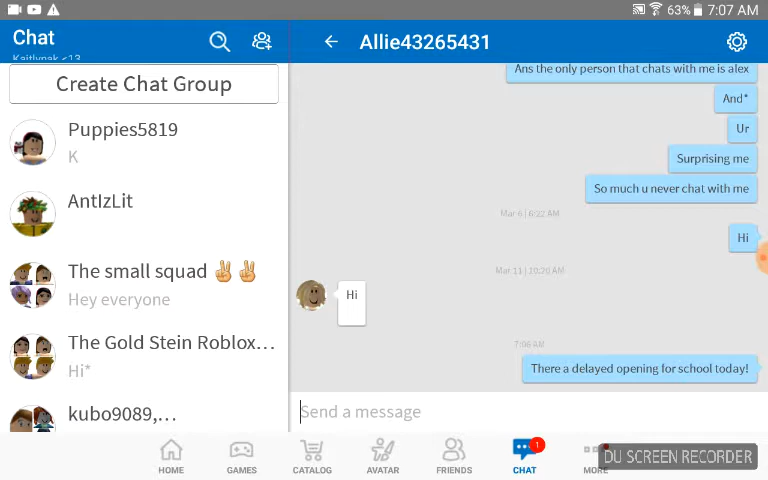 63% 7:07 AM
Chat
Kaitlynak <13
Create Chat Group
Puppies5819
K
AntIzLit
The small squad ✌✌
Hey everyone
The Gold Stein Roblox...
Hi*
kubo9089,...
Allie43265431
Ans the only person that chats with me is alex
And*
Ur
Surprising me
So much u never chat with me
Mar 6 | 6:22 AM
Hi
Mar 11 | 10:20 AM
Hi
7:06 AM
There a delayed opening for school today!
Send a message
HOME
GAMES
CATALOG
AVATAR
FRIENDS
1
CHAT
MORE
DU SCREEN RECORDER